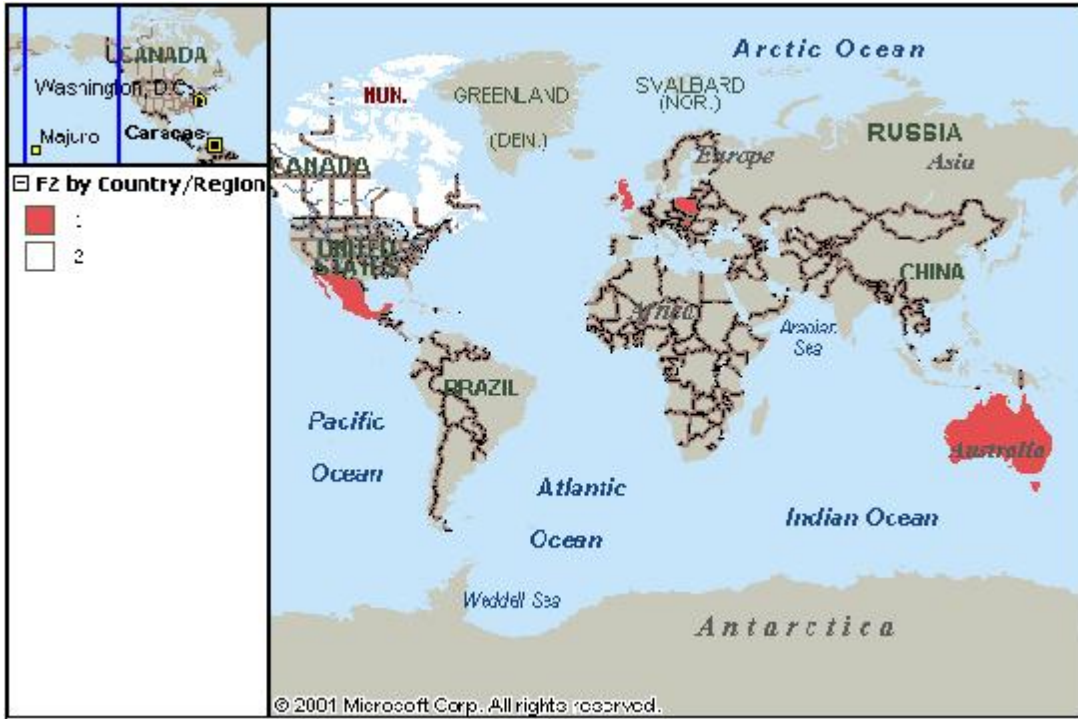 CANADA
Washington, D.C.
Majuro
Caracas
F2 by Country/Region
1
2
Arctic Ocean
NUN.
GREENLAND
(DEN.)
SVALBARD
(NOR.)
RUSSIA
Europe
Asia
CANADA
UNITED
STATES
CHINA
Africa
Arabian
Sea
BRAZIL
Pacific
Ocean
Australia
Atlantic
Ocean
Indian Ocean
Weddell Sea
Antarctica
© 2001 Microsoft Corp. All rights reserved.